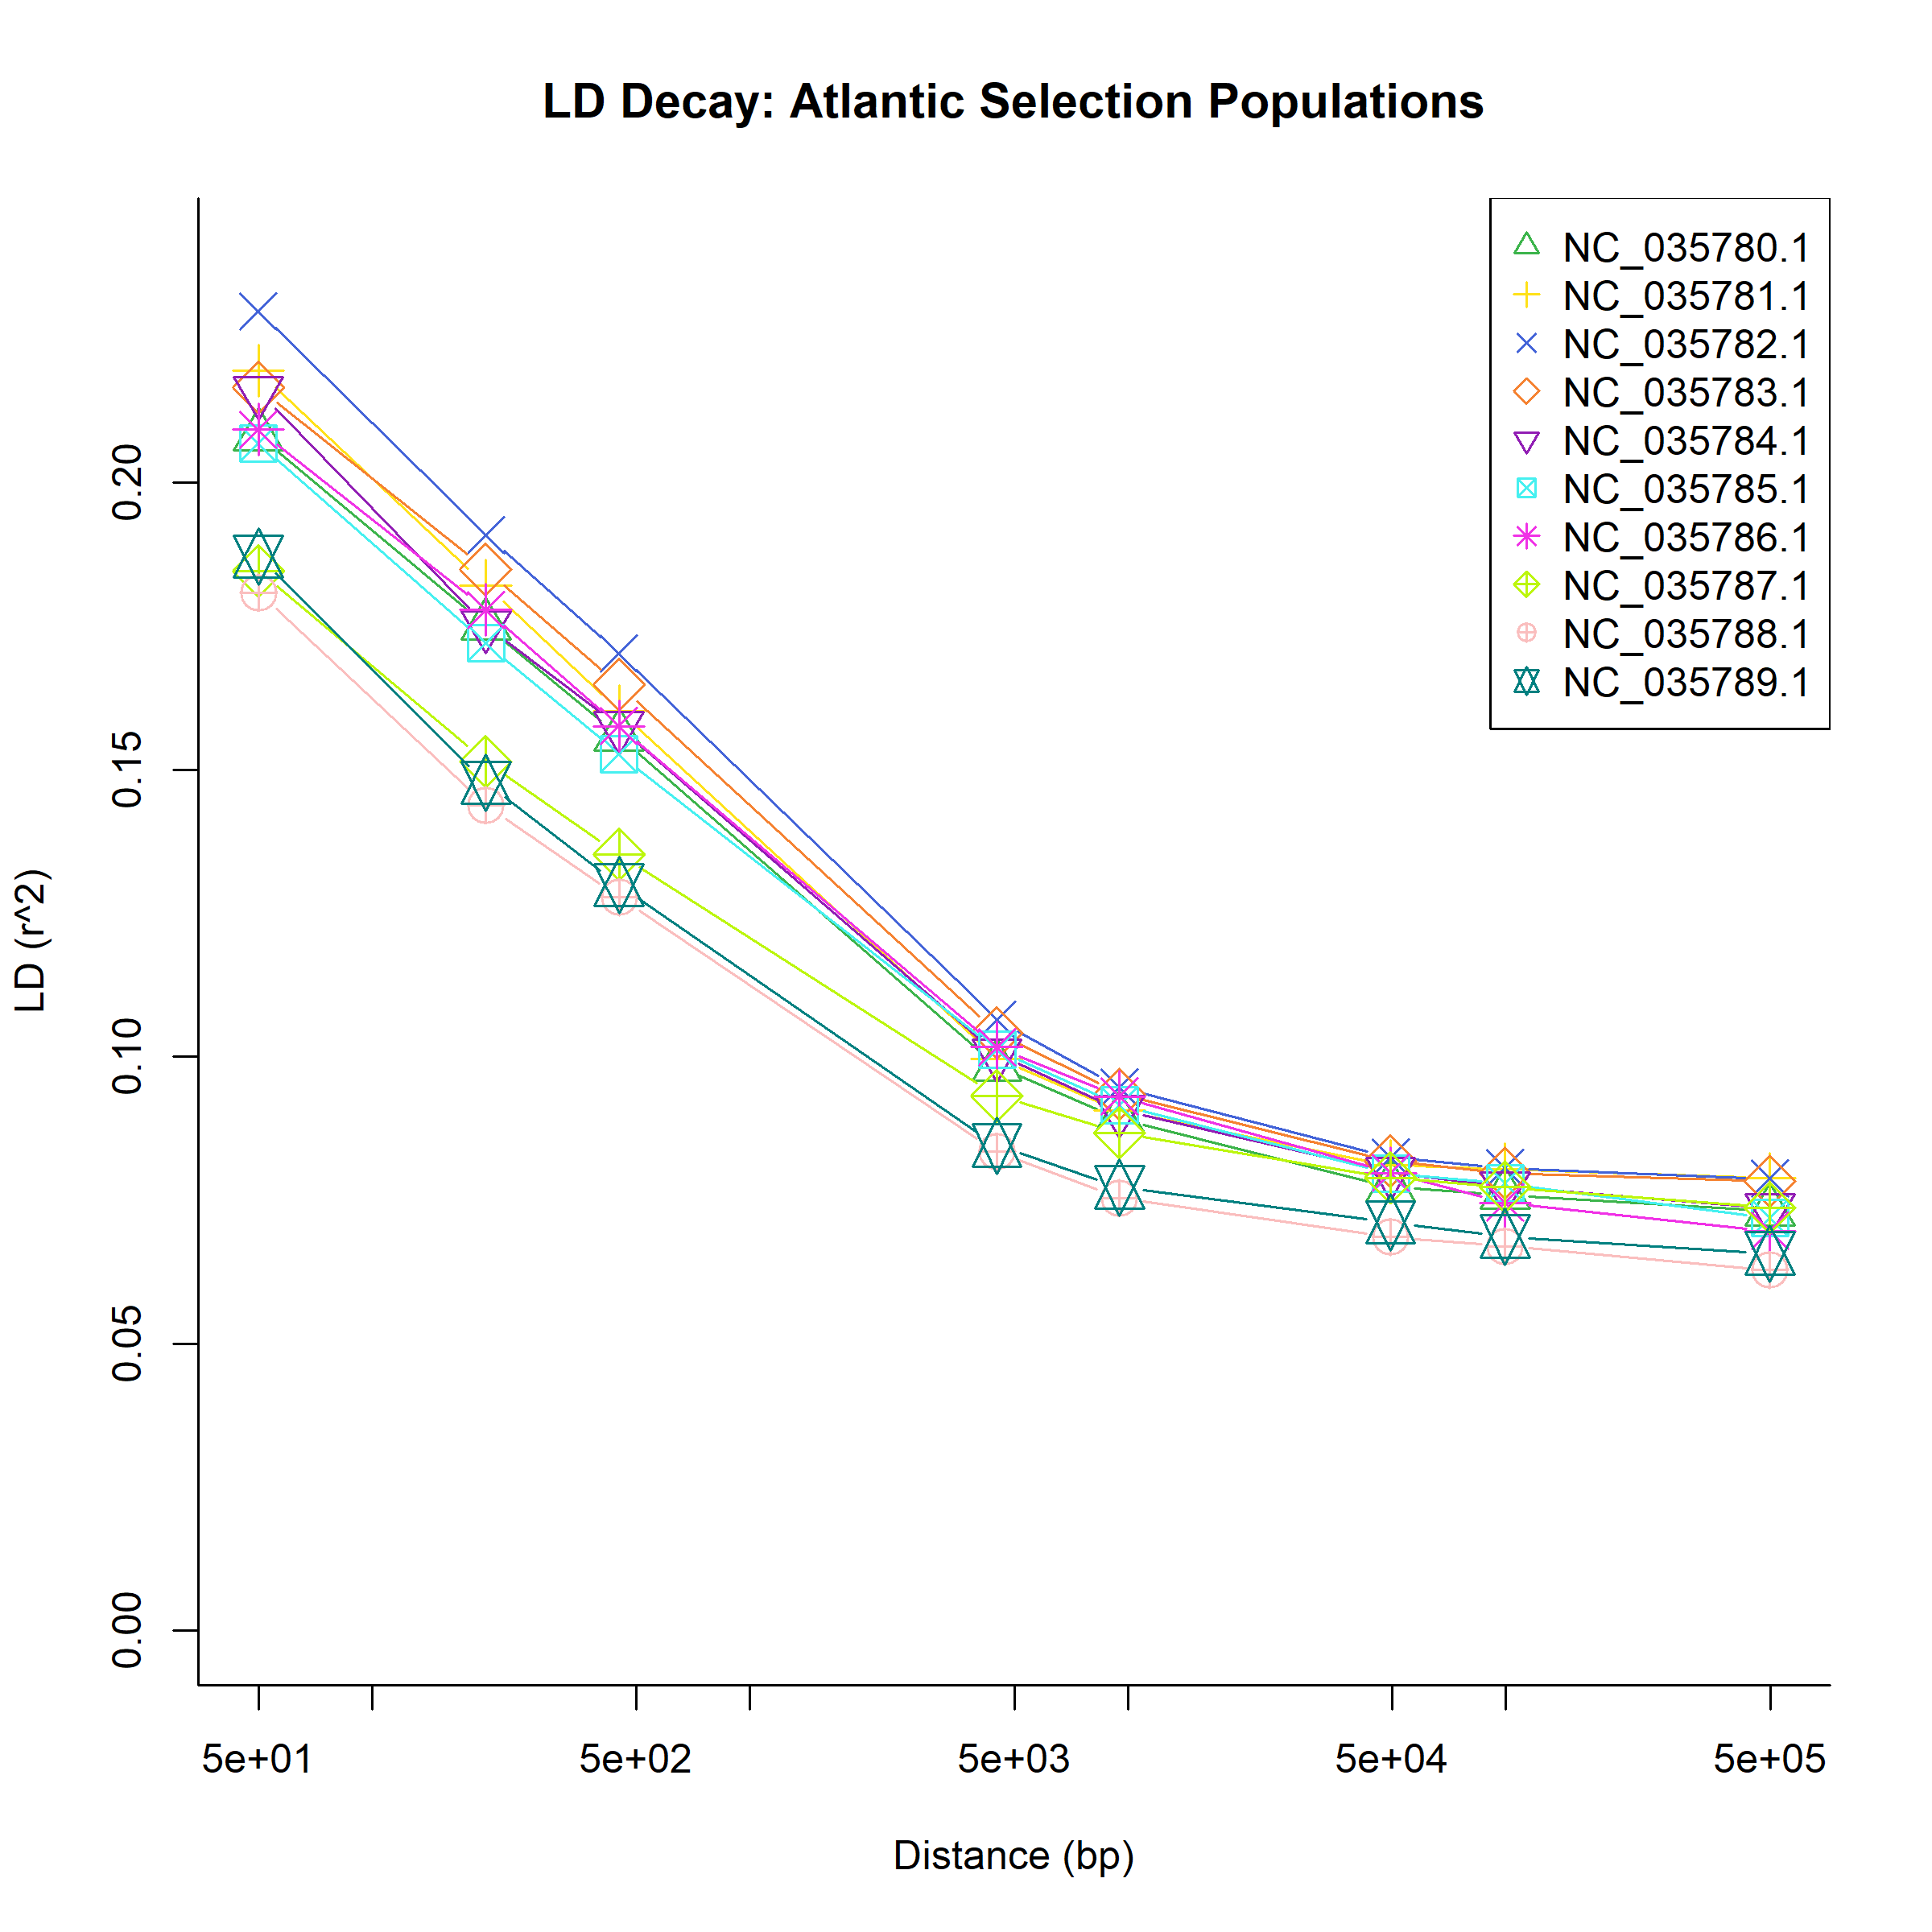 LD Decay: Atlantic Selection Populations
NC_035780.1
NC_035781.1
NC_035782.1
NC_035783.1
NC_035784.1
NC_035785.1
NC_035786.1
NC_035787.1
NC_035788.1
NC_035789.1
LD (r^2)
0.20
0.15
0.10
0.05
0.00
5e+01 5e+02 5e+03 5e+04 5e+05
Distance (bp)